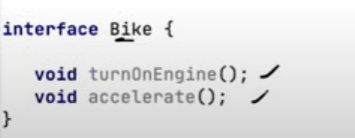 interface Bike {
void turnOnEngine();
void accelerate();
}